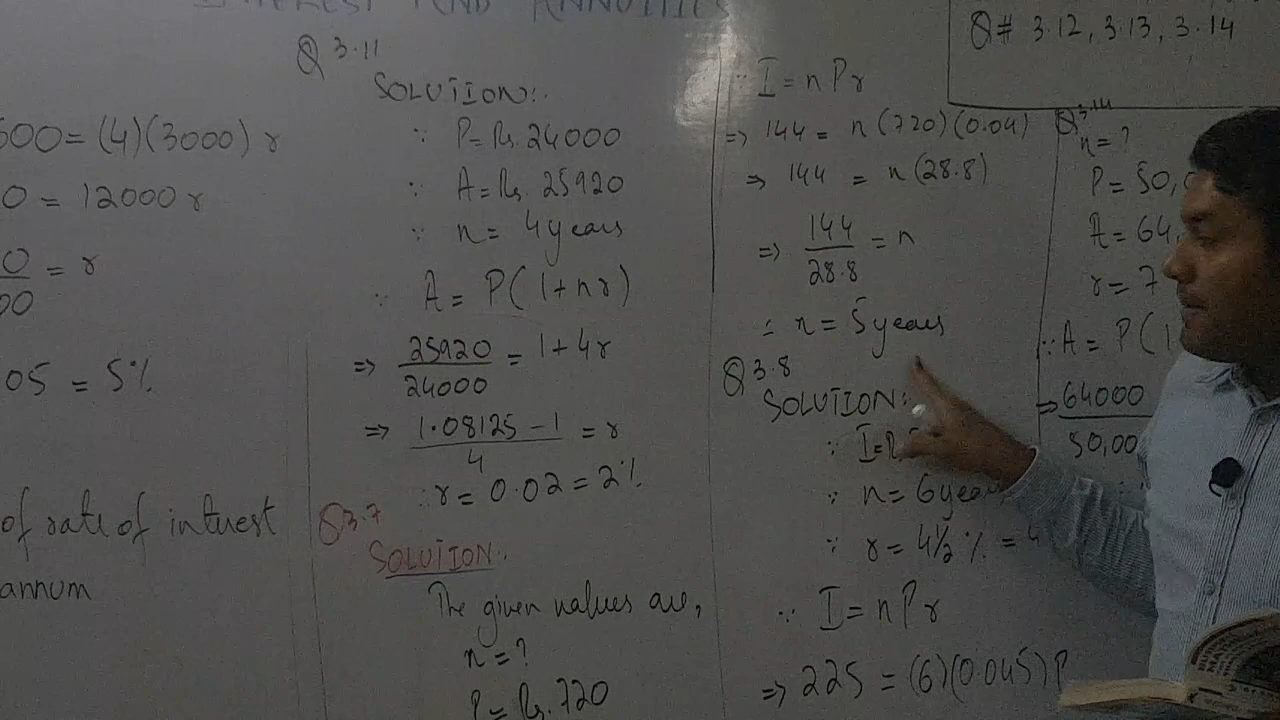 INTEREST AND ANNUITIES
500 = (4)(3000) r
0 = 12000 r
0 = r
00
05 = 5%
of rate of interest
annum
Q 3.11
SOLUTION:.
∵ P = Rs. 24000
∵ A = Rs. 25920
∵ n = 4 years
∵ A = P(1+nr)
⇒ 25920 = 1+4r
24000
⇒ 1.08125 - 1 = r
4
∴ r = 0.02 = 2%
Q 3.7
SOLUTION:.
The given values are,
n = ?
P = Rs. 720
∵ I = nPr
⇒ 144 = n(720)(0.04)
⇒ 144 = n(28.8)
⇒ 144 = n
28.8
∴ n = 5 years
Q 3.8
SOLUTION:.
∵ I =
∵ n = 6 years
∵ r = 4½ % = 4
∵ I = nPr
⇒ 225 = (6)(0.045)P
Q# 3.12, 3.13, 3.14
Q 3.14
n = ?
P = 50,0
A = 64,
r = 7
∵ A = P(1
⇒ 64000
50,00